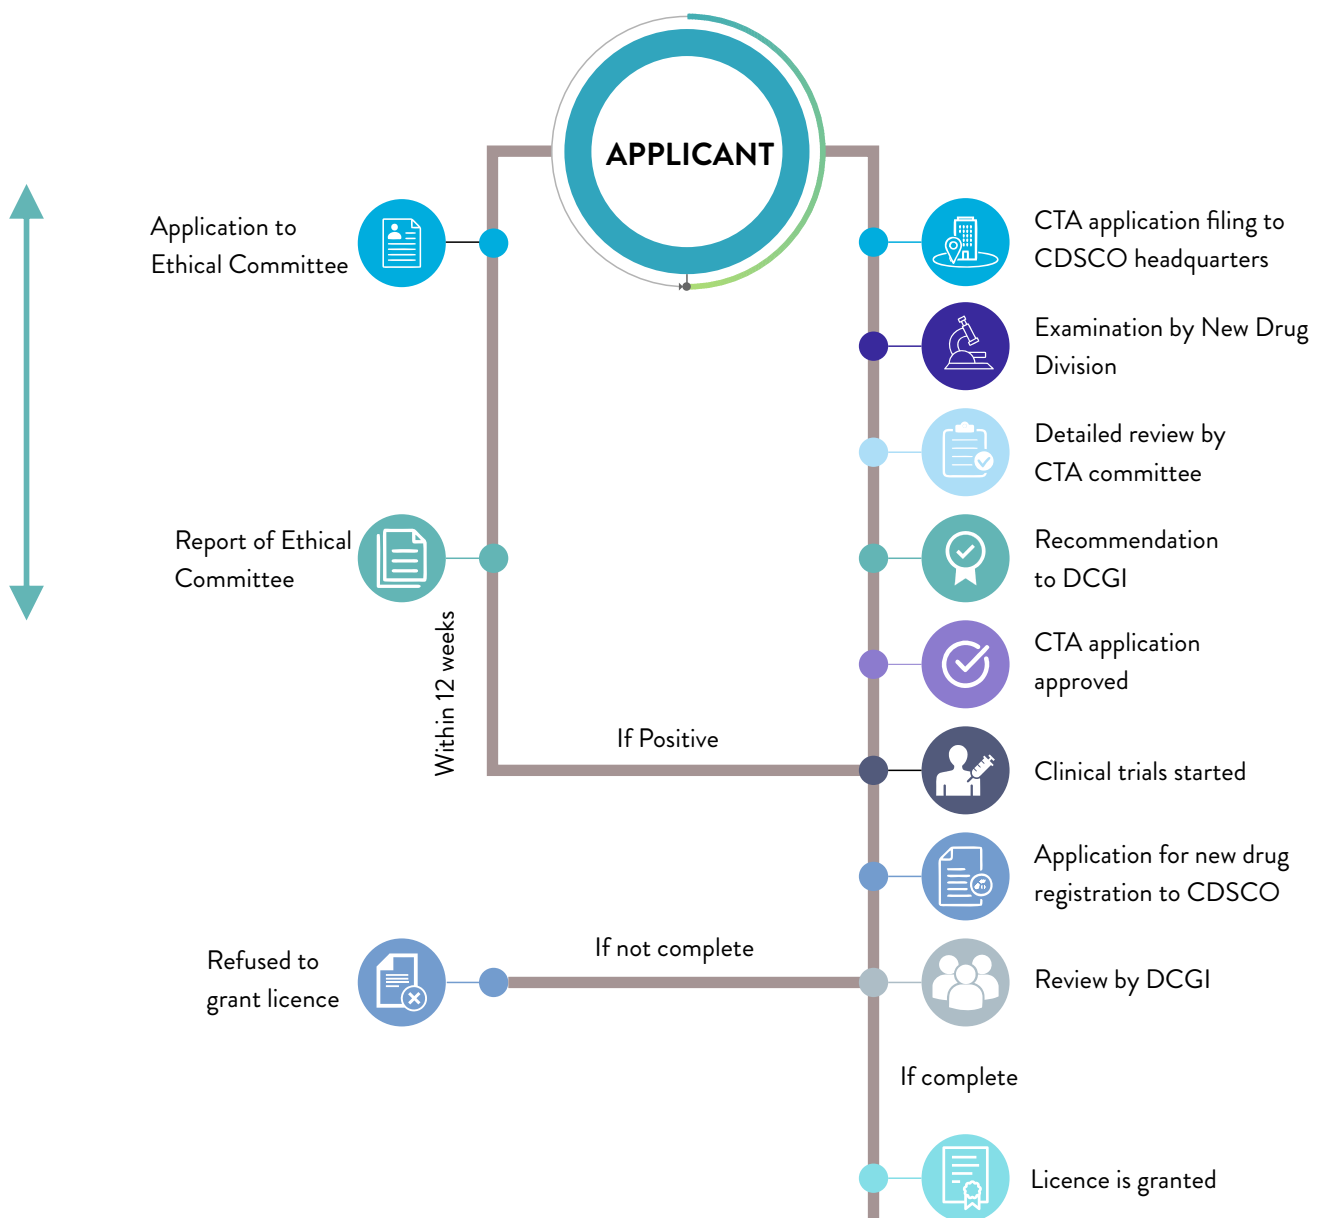 APPLICANT
Application to
Ethical Committee
CTA application filing to
CDSCO headquarters
Examination by New Drug
Division
Detailed review by
CTA committee
Report of Ethical
Committee
Recommendation
to DCGI
Within 12 weeks
CTA application
approved
If Positive
Clinical trials started
Application for new drug
registration to CDSCO
Refused to
grant licence
If not complete
Review by DCGI
If complete
Licence is granted